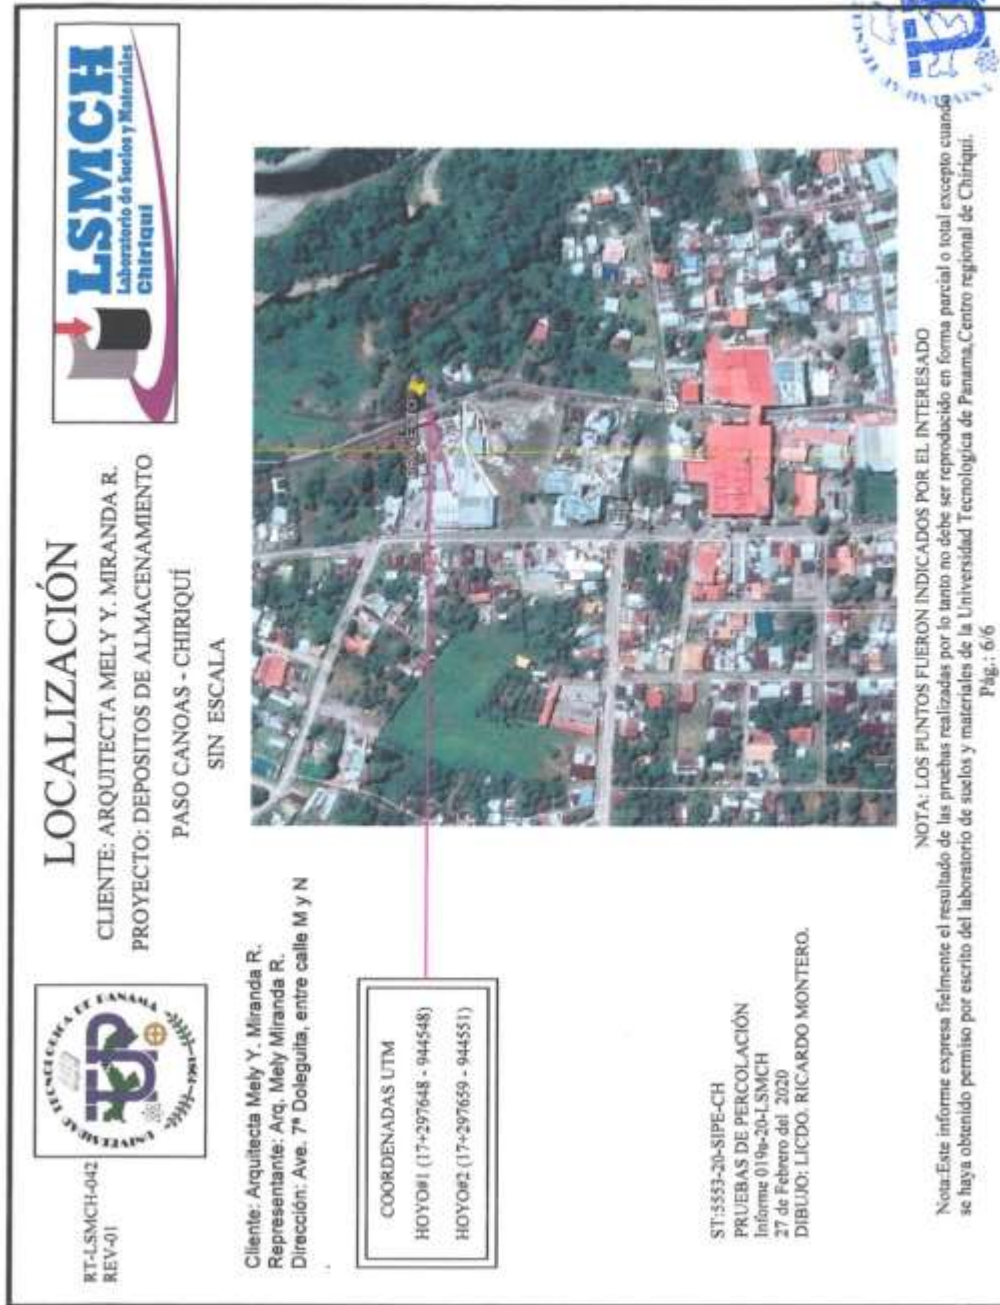 RT-LSMCH-042
REV-01
UNIVERSIDAD TECNOLOGICA DE PANAMA
1981
LOCALIZACIÓN
CLIENTE: ARQUITECTA MELY Y. MIRANDA R.
PROYECTO: DEPOSITOS DE ALMACENAMIENTO
PASO CANOAS - CHIRIQUÍ
SIN ESCALA
LSMCH
Laboratorio de Suelos y Materiales
Chiriquí
Cliente: Arquitecta Mely Y. Miranda R.
Representante: Arq. Mely Miranda R.
Dirección: Ave. 7ª Doleguita, entre calle M y N
COORDENADAS UTM
HOYO#1 (17+297648 - 944548)
HOYO#2 (17+297659 - 944551)
ST:5553-20-SIPE-CH
PRUEBAS DE PERCOLACIÓN
Informe 019a-20-LSMCH
27 de Febrero del 2020
DIBUJO: LICDO. RICARDO MONTERO.
NOTA: LOS PUNTOS FUERON INDICADOS POR EL INTERESADO
Nota:Este informe expresa fielmente el resultado de las pruebas realizadas por lo tanto no debe ser reproducido en forma parcial o total excepto cuando
se haya obtenido permiso por escrito del laboratorio de suelos y materiales de la Universidad Tecnologica de Panama,Centro regional de Chiriqui.
Pág.: 6/6